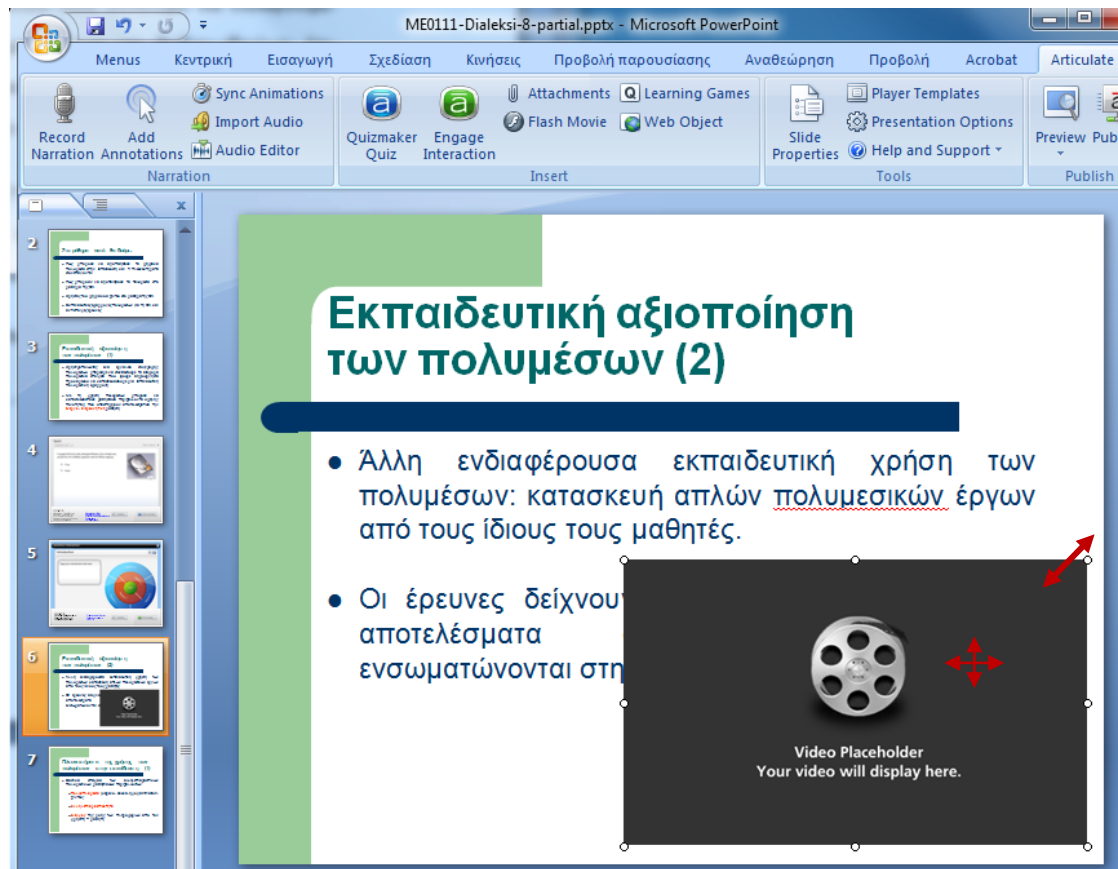 ME0111-Dialeksi-8-partial.pptx - Microsoft PowerPoint
Menus Κεντρική Εισαγωγή Σχεδίαση Κινήσεις Προβολή παρουσίασης Αναθεώρηση Προβολή Acrobat Articulate
Record Narration
Add Annotations
Sync Animations
Import Audio
Audio Editor
Narration
Quizmaker Quiz
Engage Interaction
Attachments
Flash Movie
Learning Games
Web Object
Insert
Slide Properties
Player Templates
Presentation Options
Help and Support
Tools
Preview
Pub
Publish
2
3
4
5
6
7
Εκπαιδευτική αξιοποίηση
των πολυμέσων (2)
Άλλη ενδιαφέρουσα εκπαιδευτική χρήση των
πολυμέσων: κατασκευή απλών πολυμεσικών έργων
από τους ίδιους τους μαθητές.
Οι έρευνες δείχνουν
αποτελέσματα
ενσωματώνονται στη
Video Placeholder
Your video will display here.